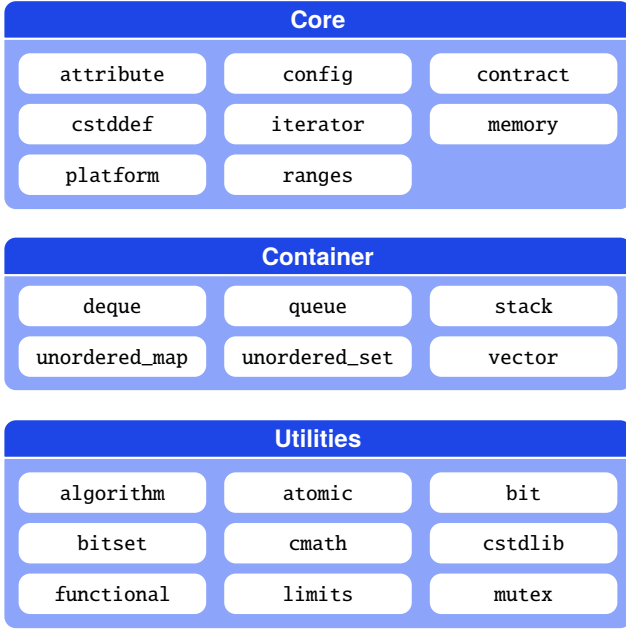 Core
attribute config contract
cstddef iterator memory
platform ranges
Container
deque queue stack
unordered_map unordered_set vector
Utilities
algorithm atomic bit
bitset cmath cstdlib
functional limits mutex